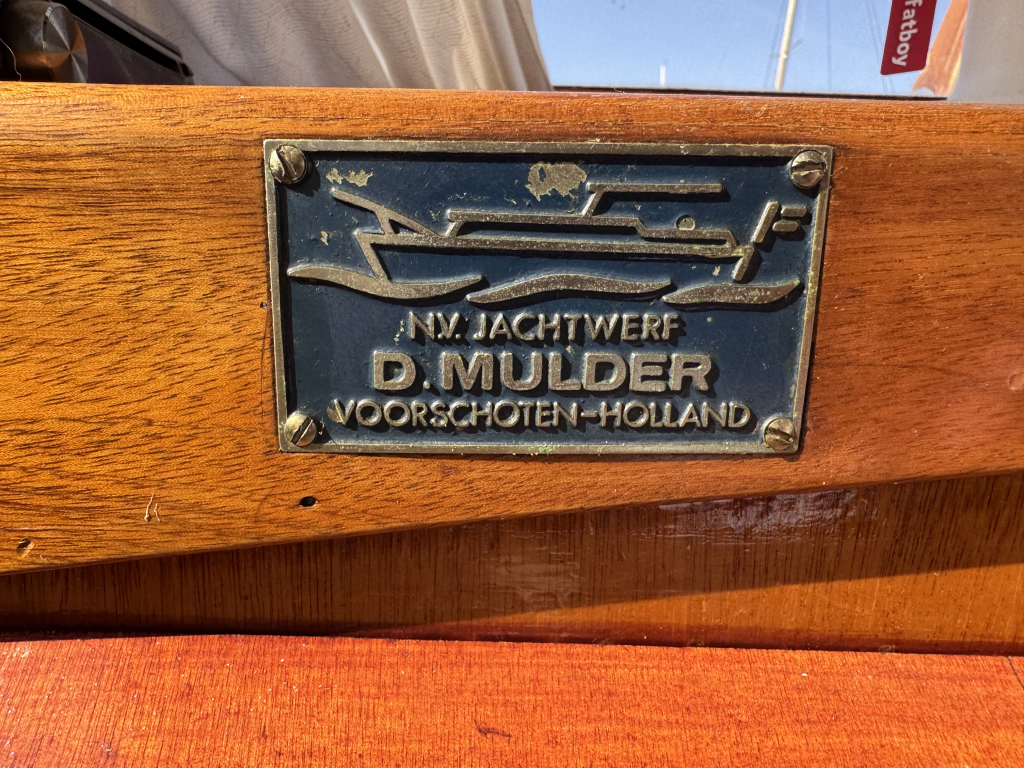 fatboy
N.V. JACHTWERF
D. MULDER
VOORSCHOTEN-HOLLAND